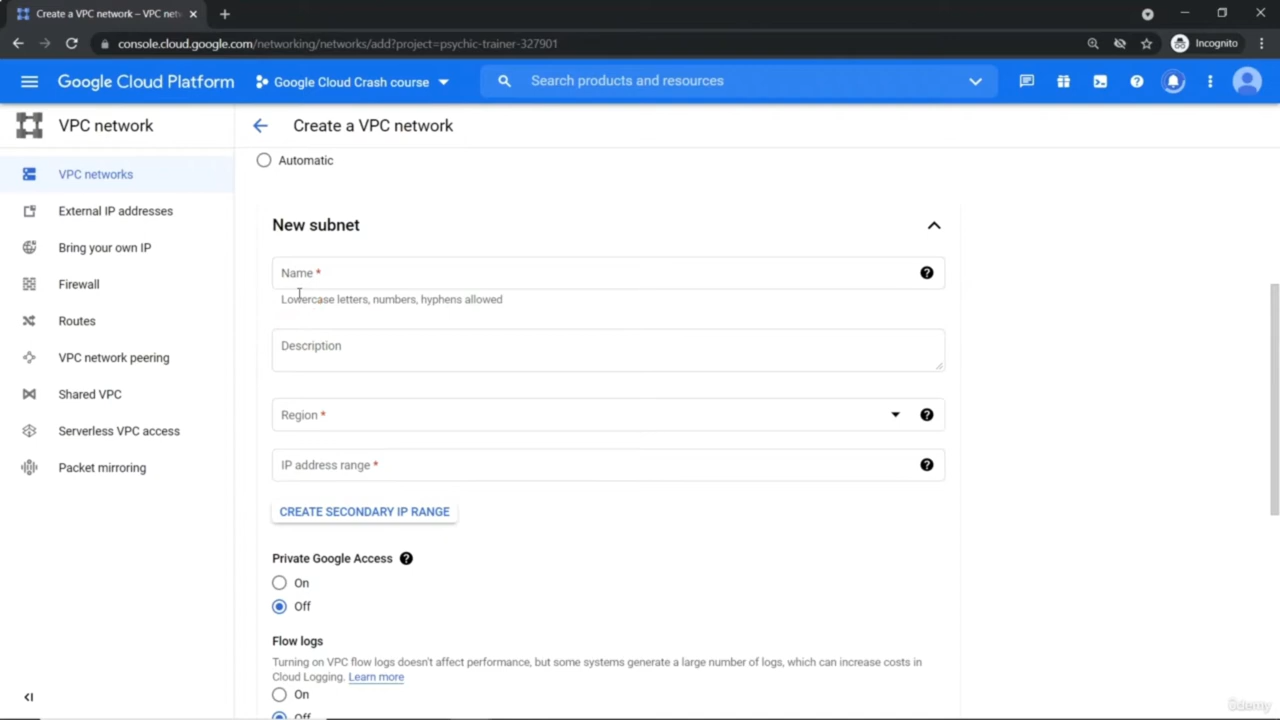 Create a VPC network – VPC net
console.cloud.google.com/networking/networks/add?project=psychic-trainer-327901
Incognito
Google Cloud Platform
Google Cloud Crash course
Search products and resources
VPC network
Create a VPC network
Automatic
VPC networks
External IP addresses
Bring your own IP
Firewall
Routes
VPC network peering
Shared VPC
Serverless VPC access
Packet mirroring
New subnet
Name *
Lowercase letters, numbers, hyphens allowed
Description
Region *
IP address range *
CREATE SECONDARY IP RANGE
Private Google Access
On
Off
Flow logs
Turning on VPC flow logs doesn't affect performance, but some systems generate a large number of logs, which can increase costs in
Cloud Logging. Learn more
On
Off
ûdemy